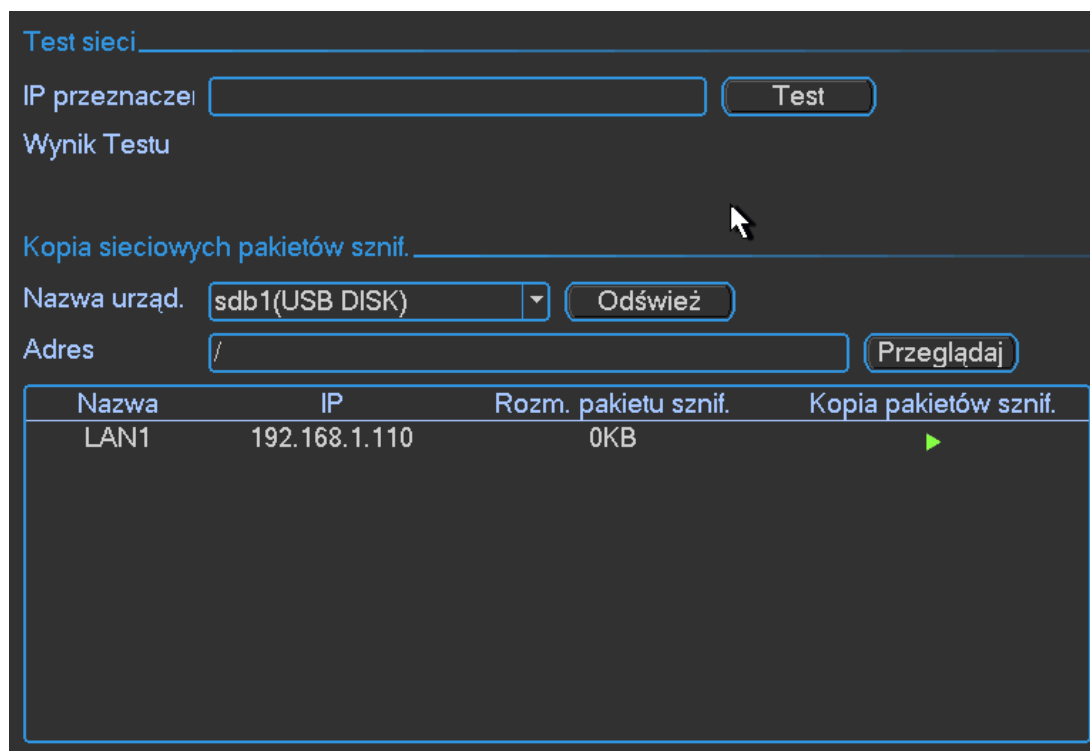 Test sieci
IP przeznaczei Test
Wynik Testu
Kopia sieciowych pakietów sznif.
Nazwa urząd. sdb1(USB DISK) Odśwież
Adres / Przeglądaj
Nazwa IP Rozm. pakietu sznif. Kopia pakietów sznif.
LAN1 192.168.1.110 0KB